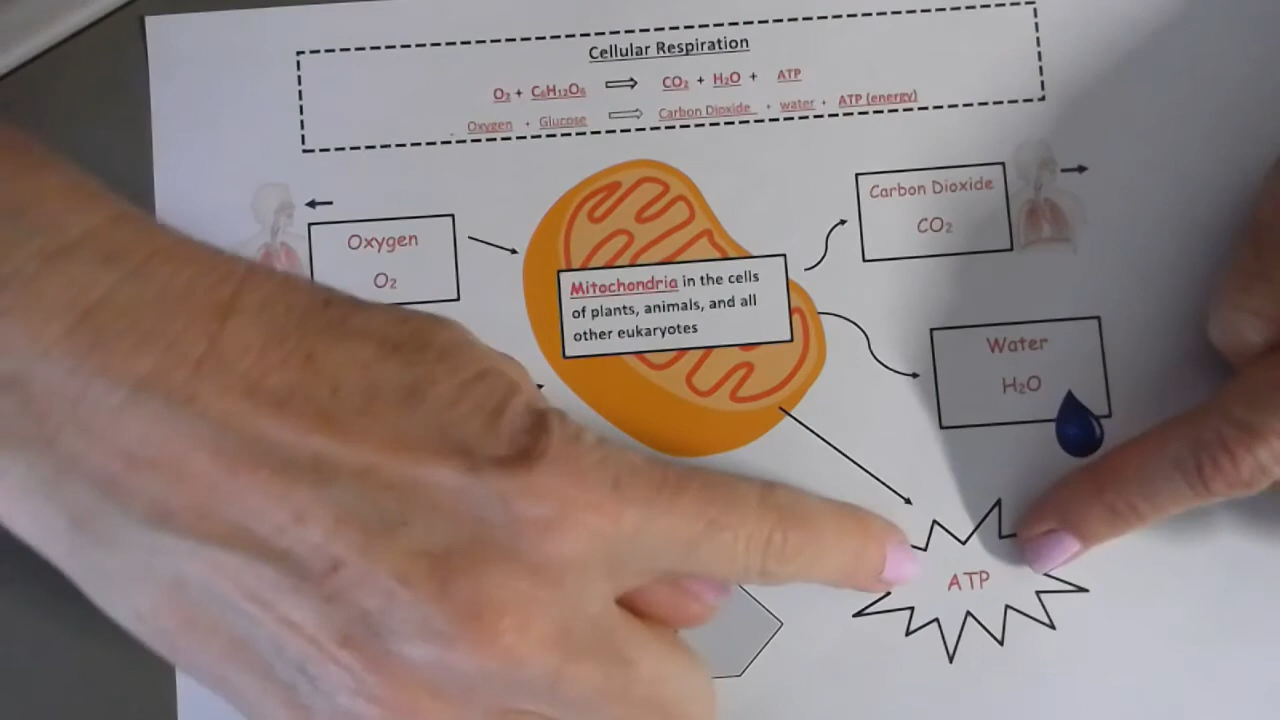 Cellular Respiration
O₂ + C₆H₁₂O₆ ⟹ CO₂ + H₂O + ATP
Oxygen + Glucose ⟹ Carbon Dioxide + water + ATP (energy)
Oxygen
O₂
Mitochondria in the cells
of plants, animals, and all
other eukaryotes
Carbon Dioxide
CO₂
Water
H₂O
ATP